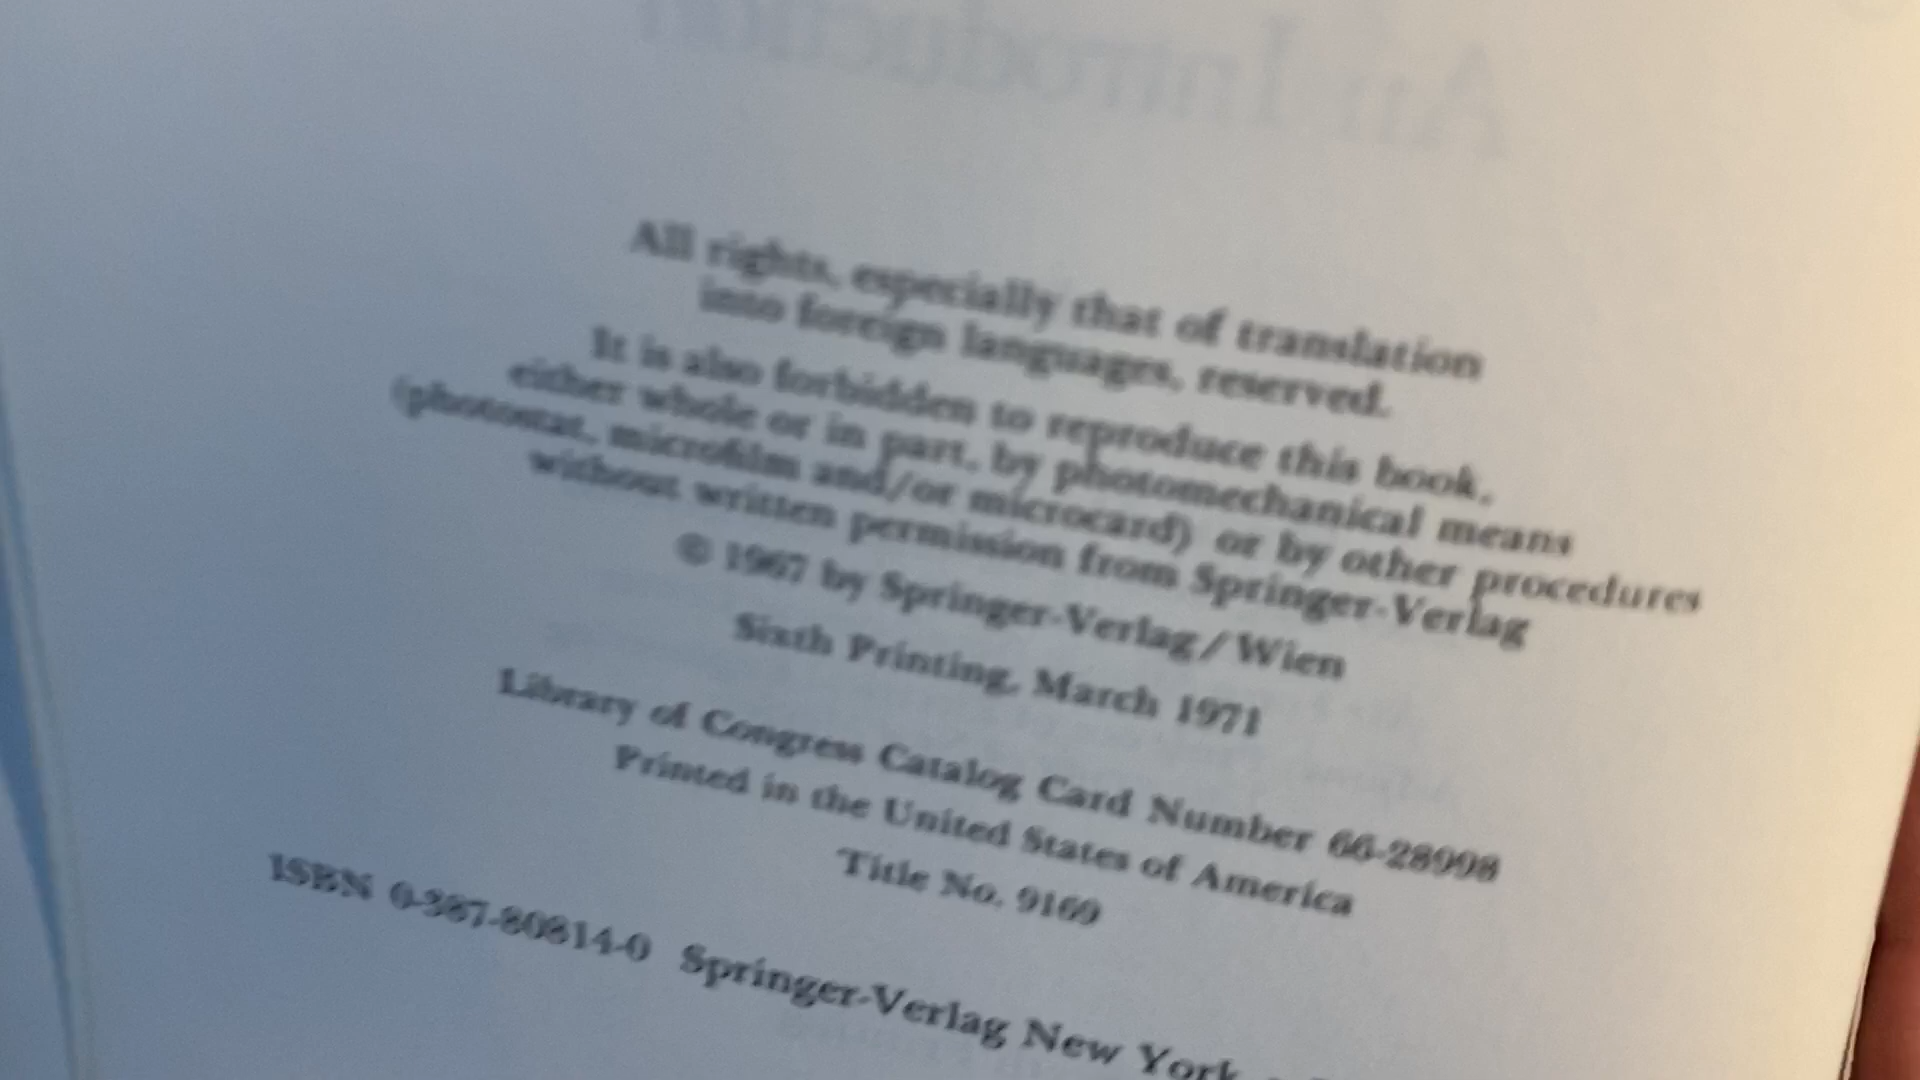 All rights, especially that of translation
into foreign languages, reserved.
It is also forbidden to reproduce this book,
either whole or in part, by photomechanical means
(photostat, microfilm and/or microcard) or by other procedures
without written permission from Springer-Verlag
© 1967 by Springer-Verlag/Wien
Sixth Printing, March 1971
Library of Congress Catalog Card Number 66-28998
Printed in the United States of America
Title No. 9169
ISBN 0-387-80814-0 Springer-Verlag New York